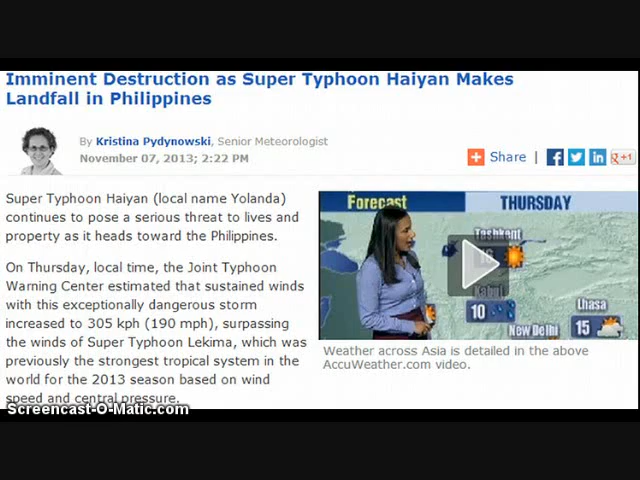 Imminent Destruction as Super Typhoon Haiyan Makes
Landfall in Philippines
By Kristina Pydynowski, Senior Meteorologist
November 07, 2013; 2:22 PM
Share |
+1
Super Typhoon Haiyan (local name Yolanda)
continues to pose a serious threat to lives and
property as it heads toward the Philippines.
On Thursday, local time, the Joint Typhoon
Warning Center estimated that sustained winds
with this exceptionally dangerous storm
increased to 305 kph (190 mph), surpassing
the winds of Super Typhoon Lekima, which was
previously the strongest tropical system in the
world for the 2013 season based on wind
speed and central pressure.
Forecast
THURSDAY
Tashkent
Kabul
10
Lhasa
15
New Delhi
Weather across Asia is detailed in the above
AccuWeather.com video.
Screencast-O-Matic.com